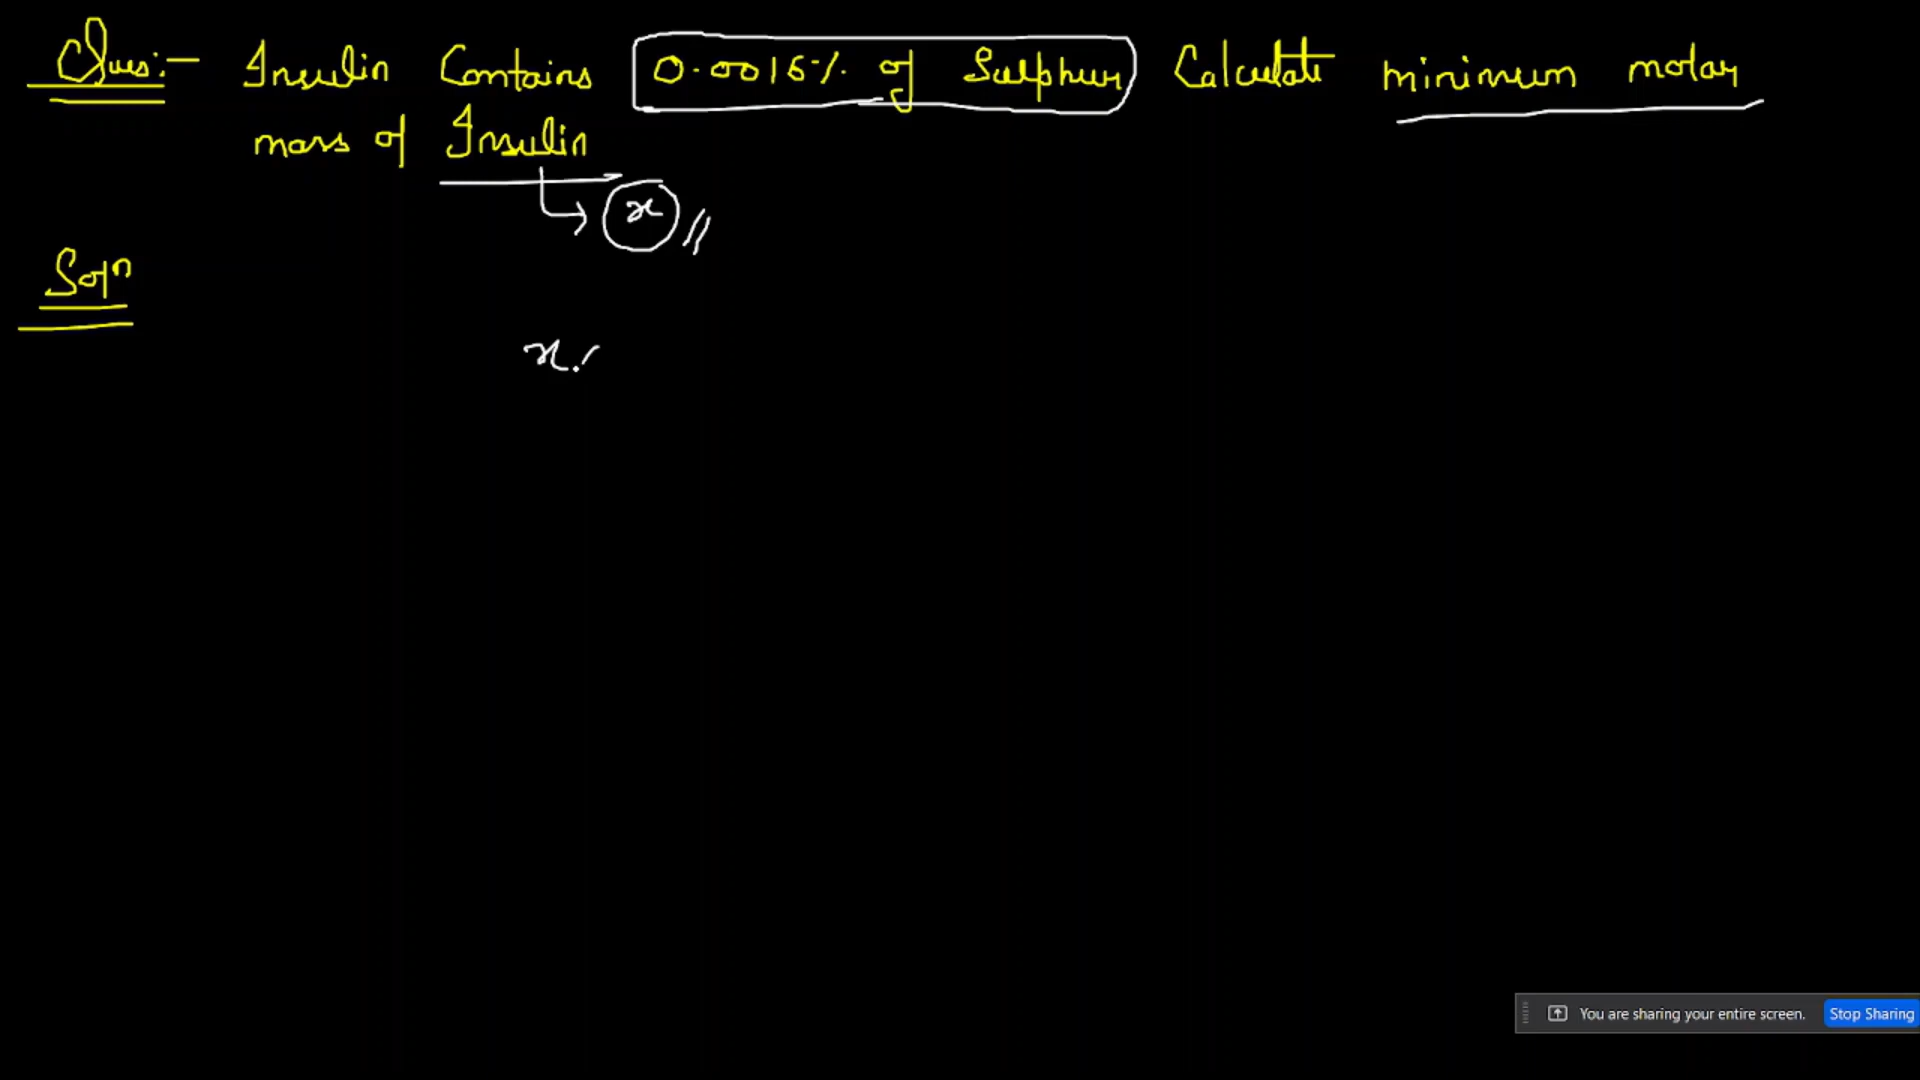 Ques:- Insulin Contains 0.0016% of Sulphur Calculate minimum molar
mass of Insulin
x
Soln
x.
You are sharing your entire screen. Stop Sharing